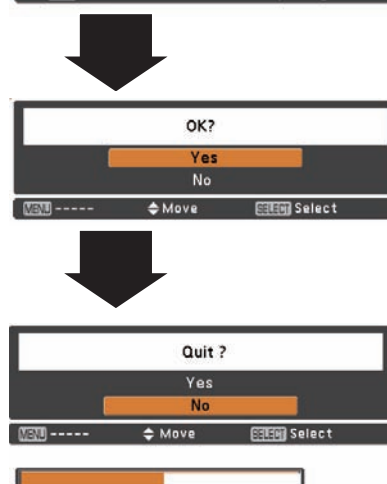 OK?
Yes
No
MENU ----- Move SELECT Select
Quit ?
Yes
No
MENU ----- Move SELECT Select